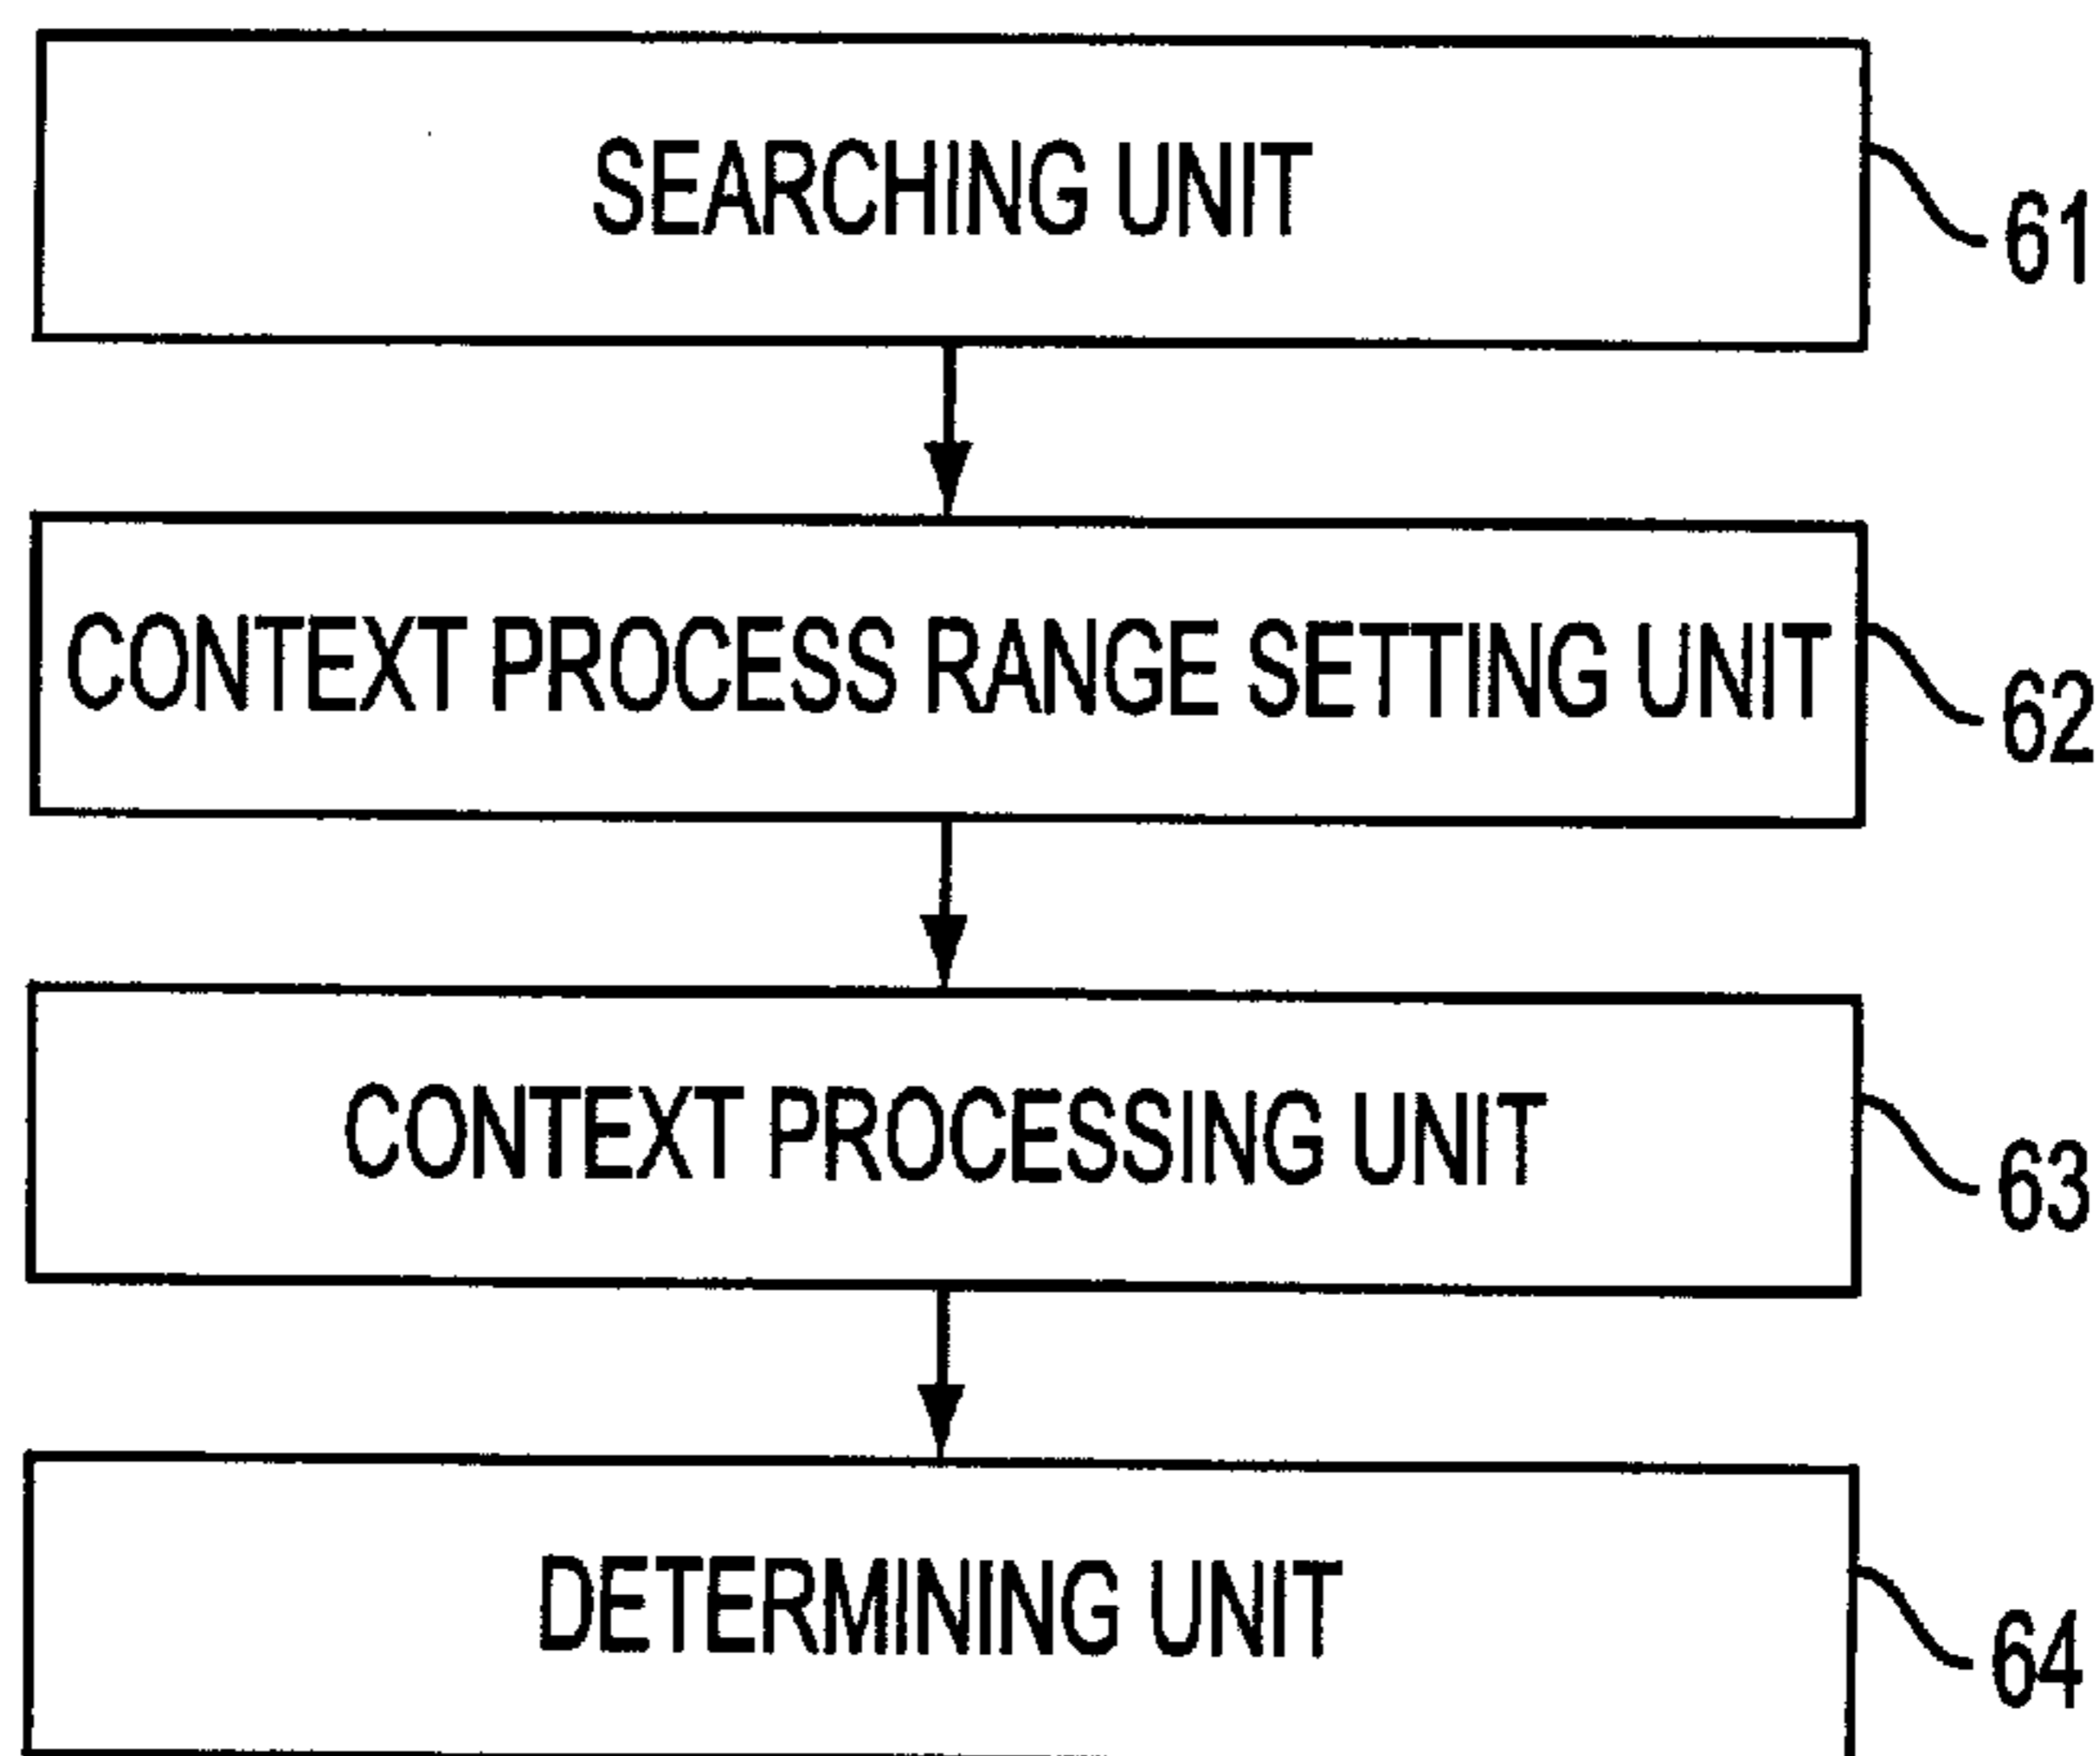 SEARCHING UNIT
61
CONTEXT PROCESS RANGE SETTING UNIT
62
CONTEXT PROCESSING UNIT
63
DETERMINING UNIT
64